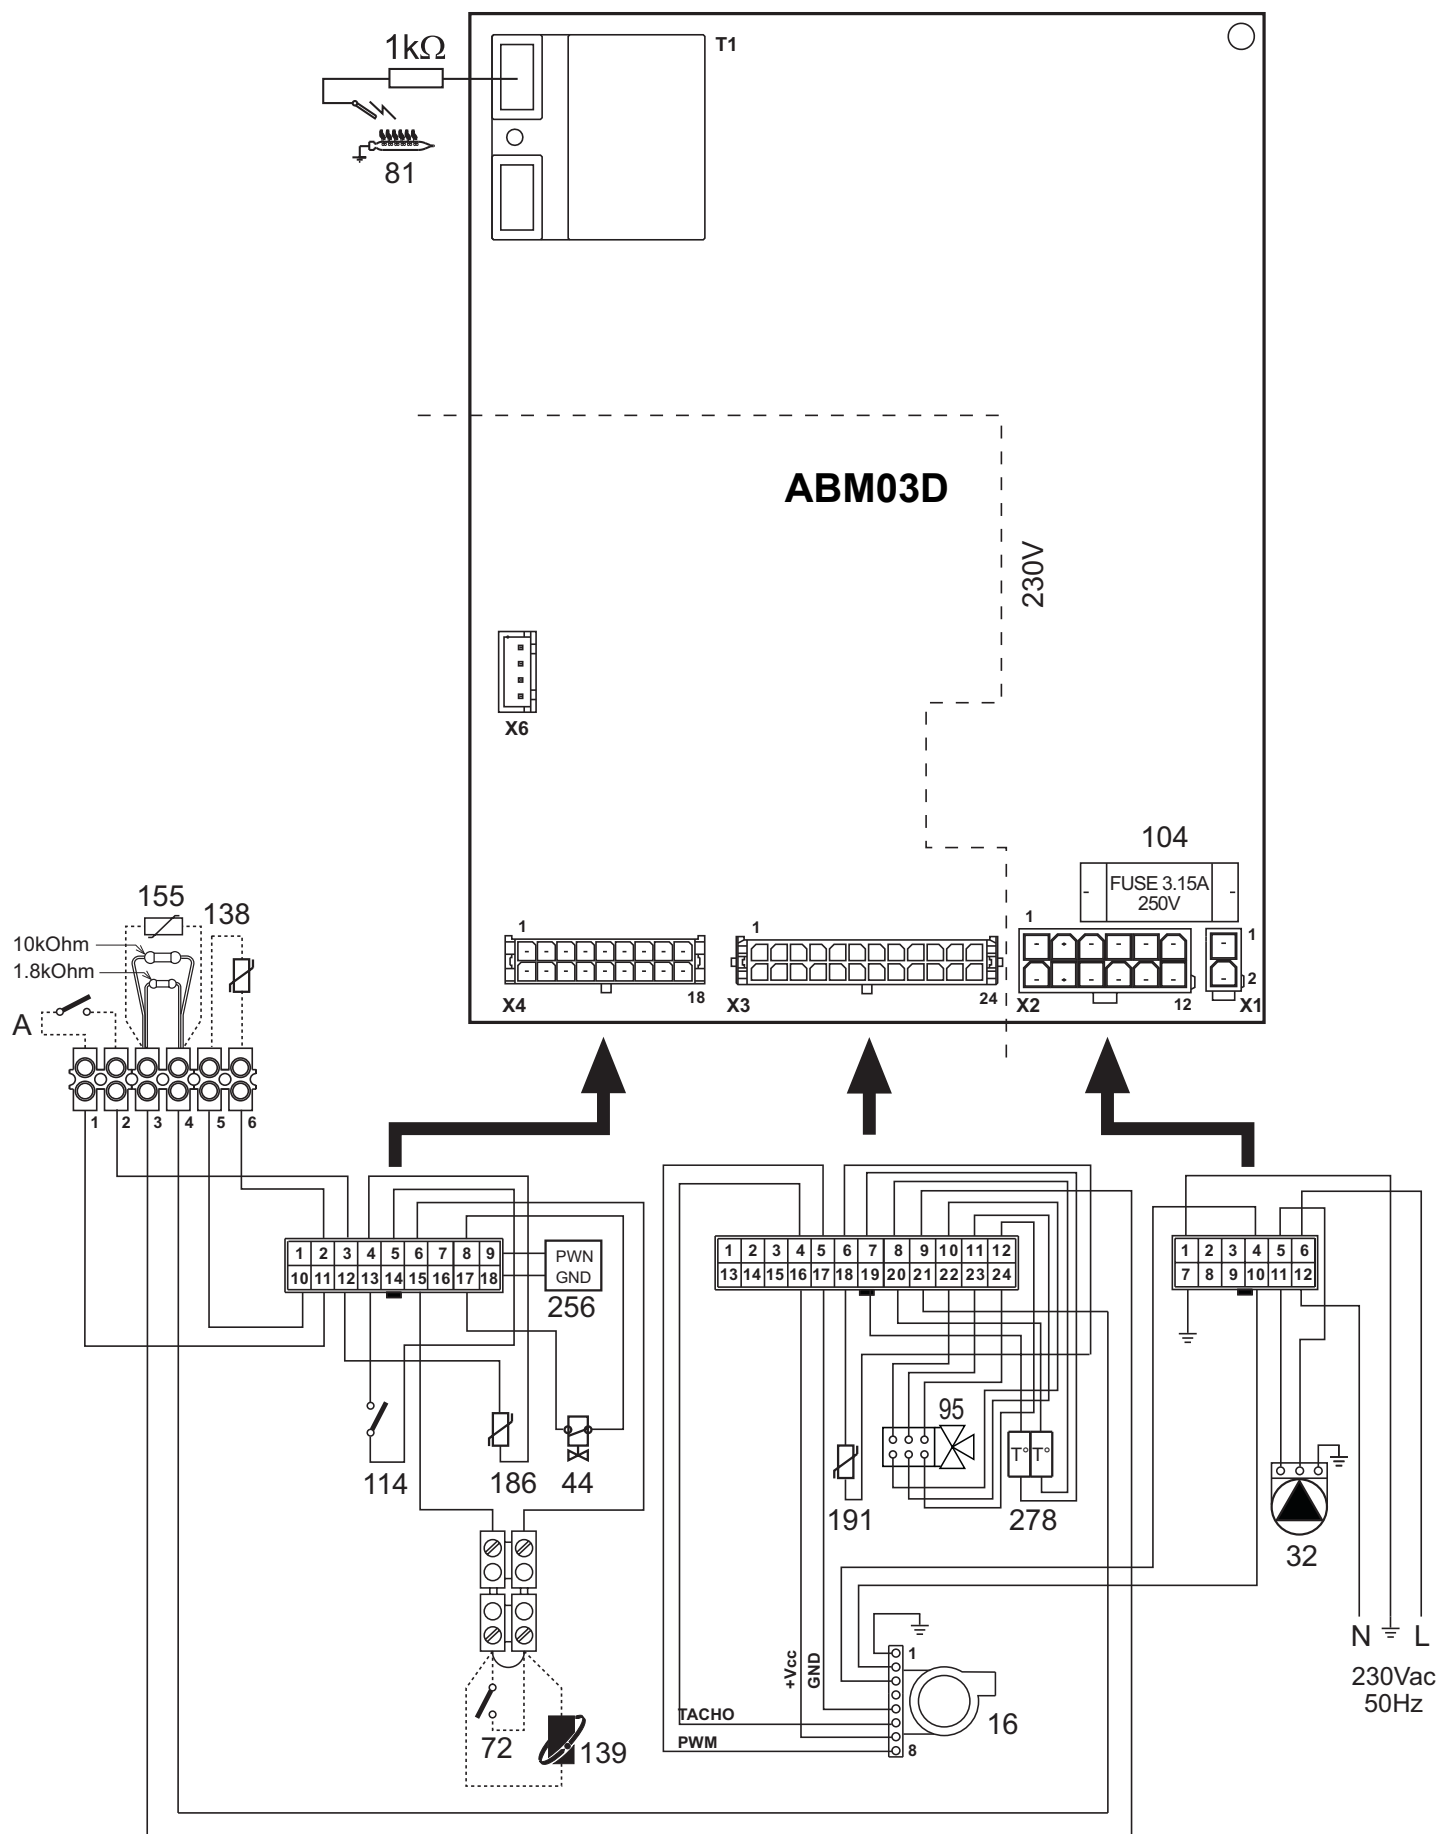 1kΩ
T1
81
ABM03D
230V
X6
104
FUSE 3.15A
250V
155
138
10kOhm
1.8kOhm
A
1
X4
18
1
X3
24
1
X2
12
1
2
X1
1 2 3 4 5 6
1 2 3 4 5 6 7 8 9
10 11 12 13 14 15 16 17 18
PWN
GND
256
1 2 3 4 5 6 7 8 9 10 11 12
13 14 15 16 17 18 19 20 21 22 23 24
1 2 3 4 5 6
7 8 9 10 11 12
114
186
44
191
95
T° T°
278
32
N L
230Vac
50Hz
+Vcc
GND
TACHO
PWM
1
8
16
72
139